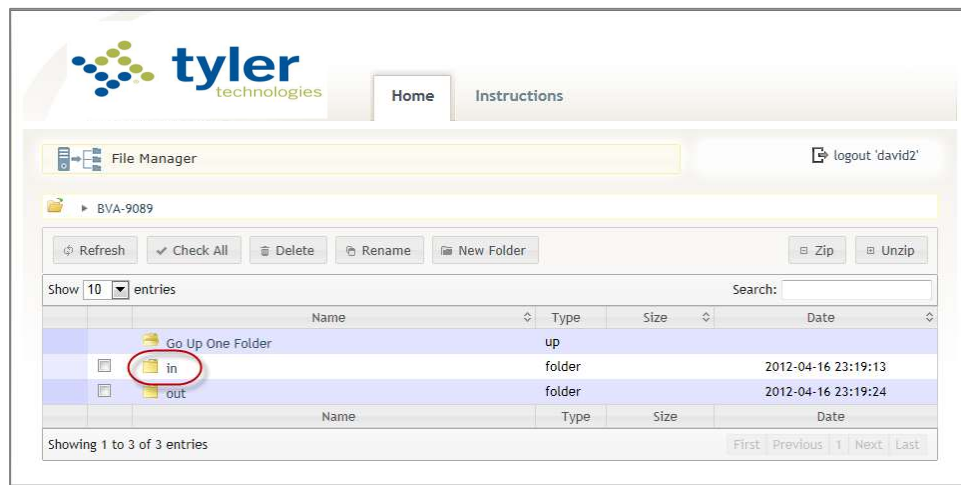 tyler
technologies
Home Instructions
File Manager
logout 'david2'
BVA-9089
Refresh Check All Delete Rename New Folder Zip Unzip
Show 10 entries Search:
Name Type Size Date
Go Up One Folder up
in folder 2012-04-16 23:19:13
out folder 2012-04-16 23:19:24
Name Type Size Date
Showing 1 to 3 of 3 entries First Previous 1 Next Last